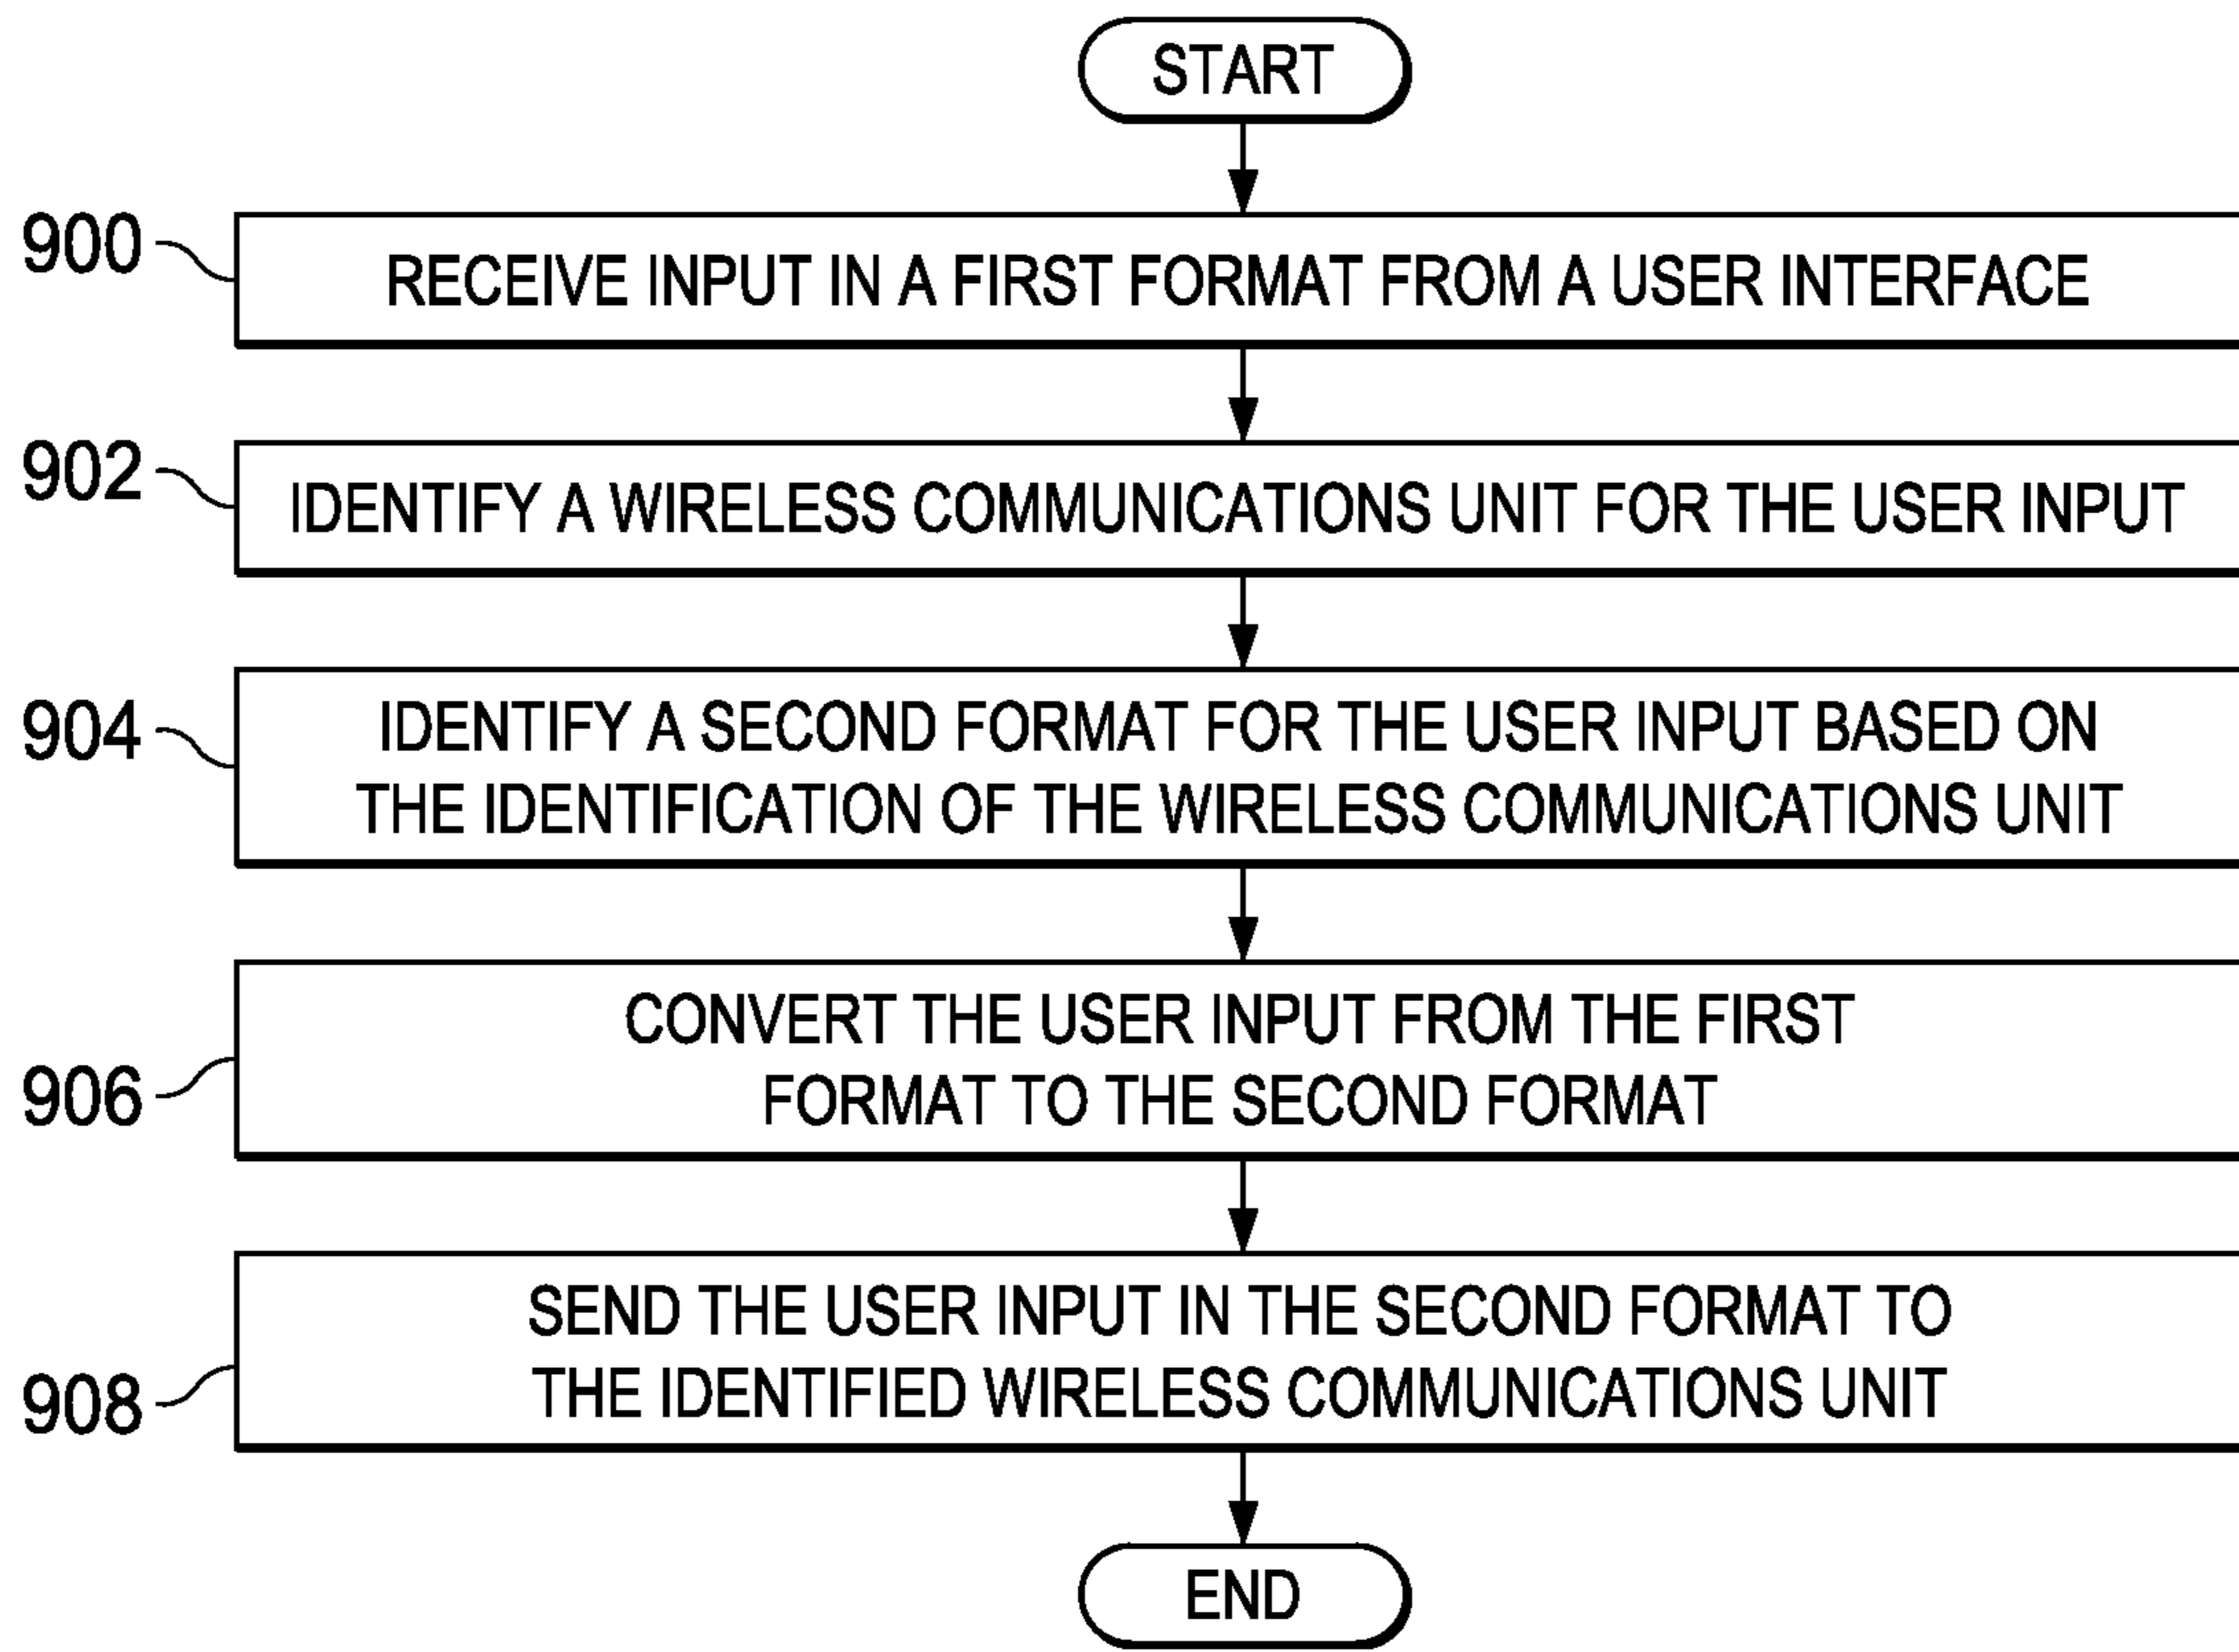 START
900
RECEIVE INPUT IN A FIRST FORMAT FROM A USER INTERFACE
902
IDENTIFY A WIRELESS COMMUNICATIONS UNIT FOR THE USER INPUT
904
IDENTIFY A SECOND FORMAT FOR THE USER INPUT BASED ON
THE IDENTIFICATION OF THE WIRELESS COMMUNICATIONS UNIT
906
CONVERT THE USER INPUT FROM THE FIRST
FORMAT TO THE SECOND FORMAT
908
SEND THE USER INPUT IN THE SECOND FORMAT TO
THE IDENTIFIED WIRELESS COMMUNICATIONS UNIT
END